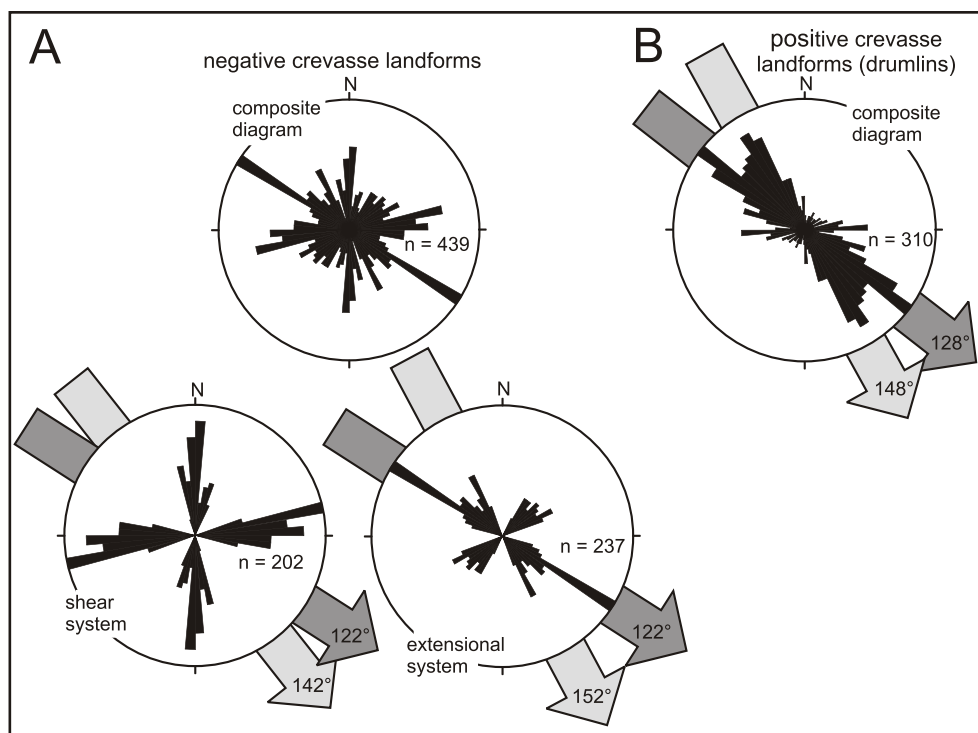 A
negative crevasse landforms
N
composite
diagram
n = 439
B
positive crevasse
landforms (drumlins)
N
composite
diagram
n = 310
128°
148°
N
n = 202
shear
system
122°
142°
N
n = 237
extensional
system
122°
152°